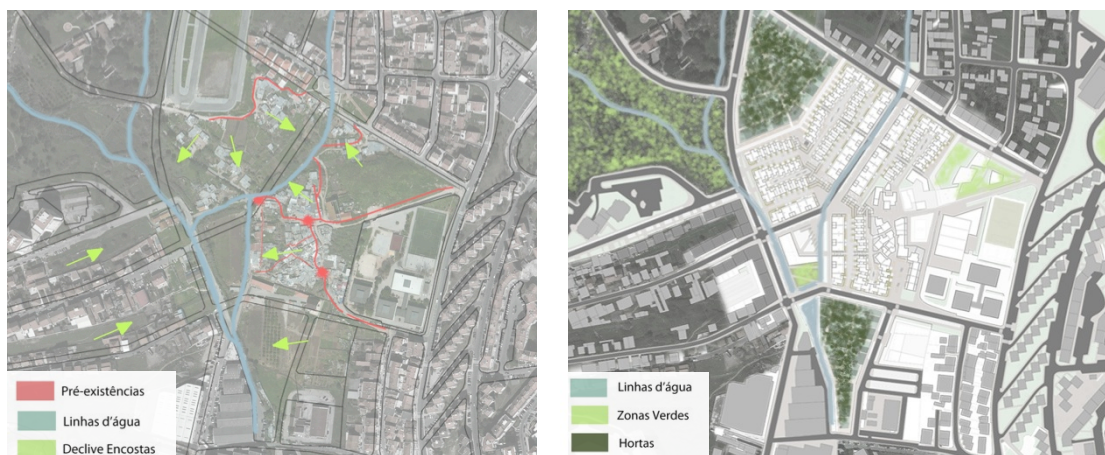 Pré-existências
Linhas d'água
Declive Encostas
Linhas d'água
Zonas Verdes
Hortas